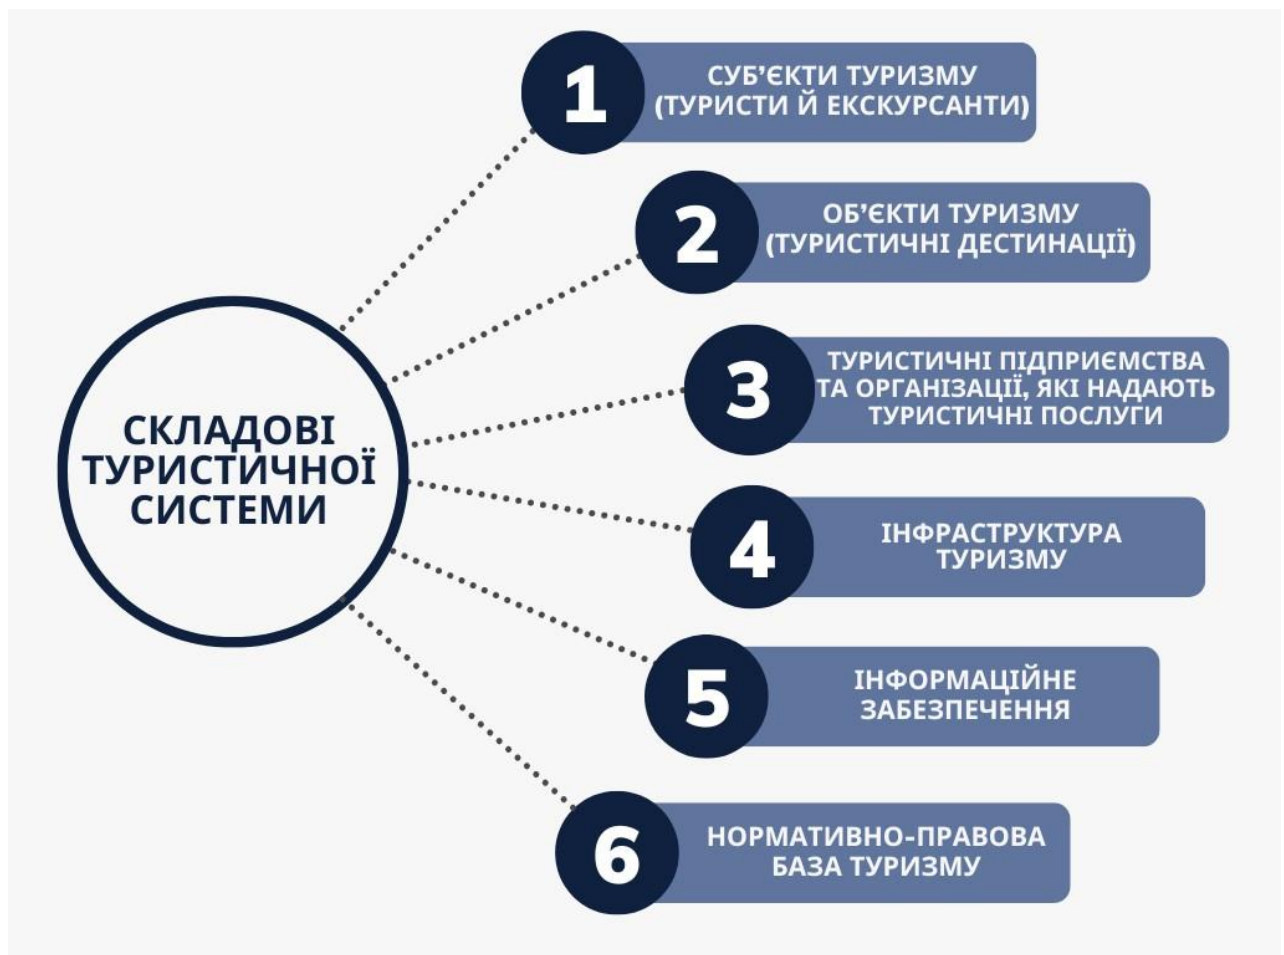 СКЛАДОВІ
ТУРИСТИЧНОЇ
СИСТЕМИ
1
СУБ’ЄКТИ ТУРИЗМУ
(ТУРИСТИ Й ЕКСКУРСАНТИ)
2
ОБ’ЄКТИ ТУРИЗМУ
(ТУРИСТИЧНІ ДЕСТИНАЦІЇ)
3
ТУРИСТИЧНІ ПІДПРИЄМСТВА
ТА ОРГАНІЗАЦІЇ, ЯКІ НАДАЮТЬ
ТУРИСТИЧНІ ПОСЛУГИ
4
ІНФРАСТРУКТУРА
ТУРИЗМУ
5
ІНФОРМАЦІЙНЕ
ЗАБЕЗПЕЧЕННЯ
6
НОРМАТИВНО-ПРАВОВА
БАЗА ТУРИЗМУ